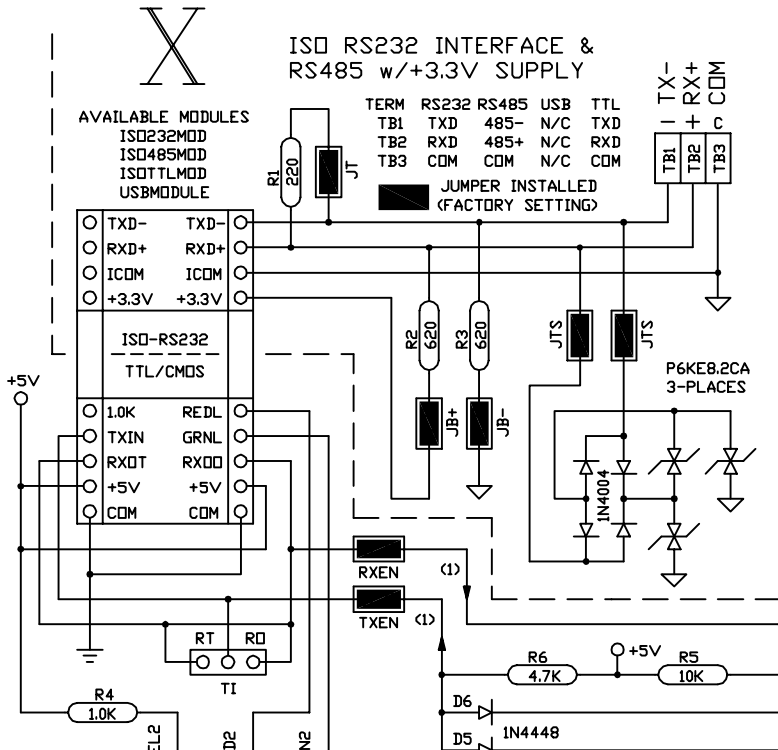 X
ISO RS232 INTERFACE &
RS485 w/+3.3V SUPPLY
TX-
RX+
COM
AVAILABLE MODULES
ISO232MOD
ISO485MOD
ISOTTLMOD
USBMODULE
TERM RS232 RS485 USB TTL
TB1 TXD 485- N/C TXD
TB2 RXD 485+ N/C RXD
TB3 COM COM N/C COM
JUMPER INSTALLED
(FACTORY SETTING)
- + C
TB1 TB2 TB3
R1 220 JT
TXD- TXD-
RXD+ RXD+
ICOM ICOM
+3.3V +3.3V
ISO-RS232
TTL/CMOS
R2 620 R3 620
JTS JTS
P6KE8.2CA
3-PLACES
+5V
1.0K REDL
TXIN GRNL
RXOT RXOO
+5V +5V
COM COM
JB+ JB-
1N4004
RXEN (1)
TXEN (1)
RT RO
TI
+5V
R6 R5
4.7K 10K
R4
1.0K
D6
1N4448
D5
EL2 D2 N2